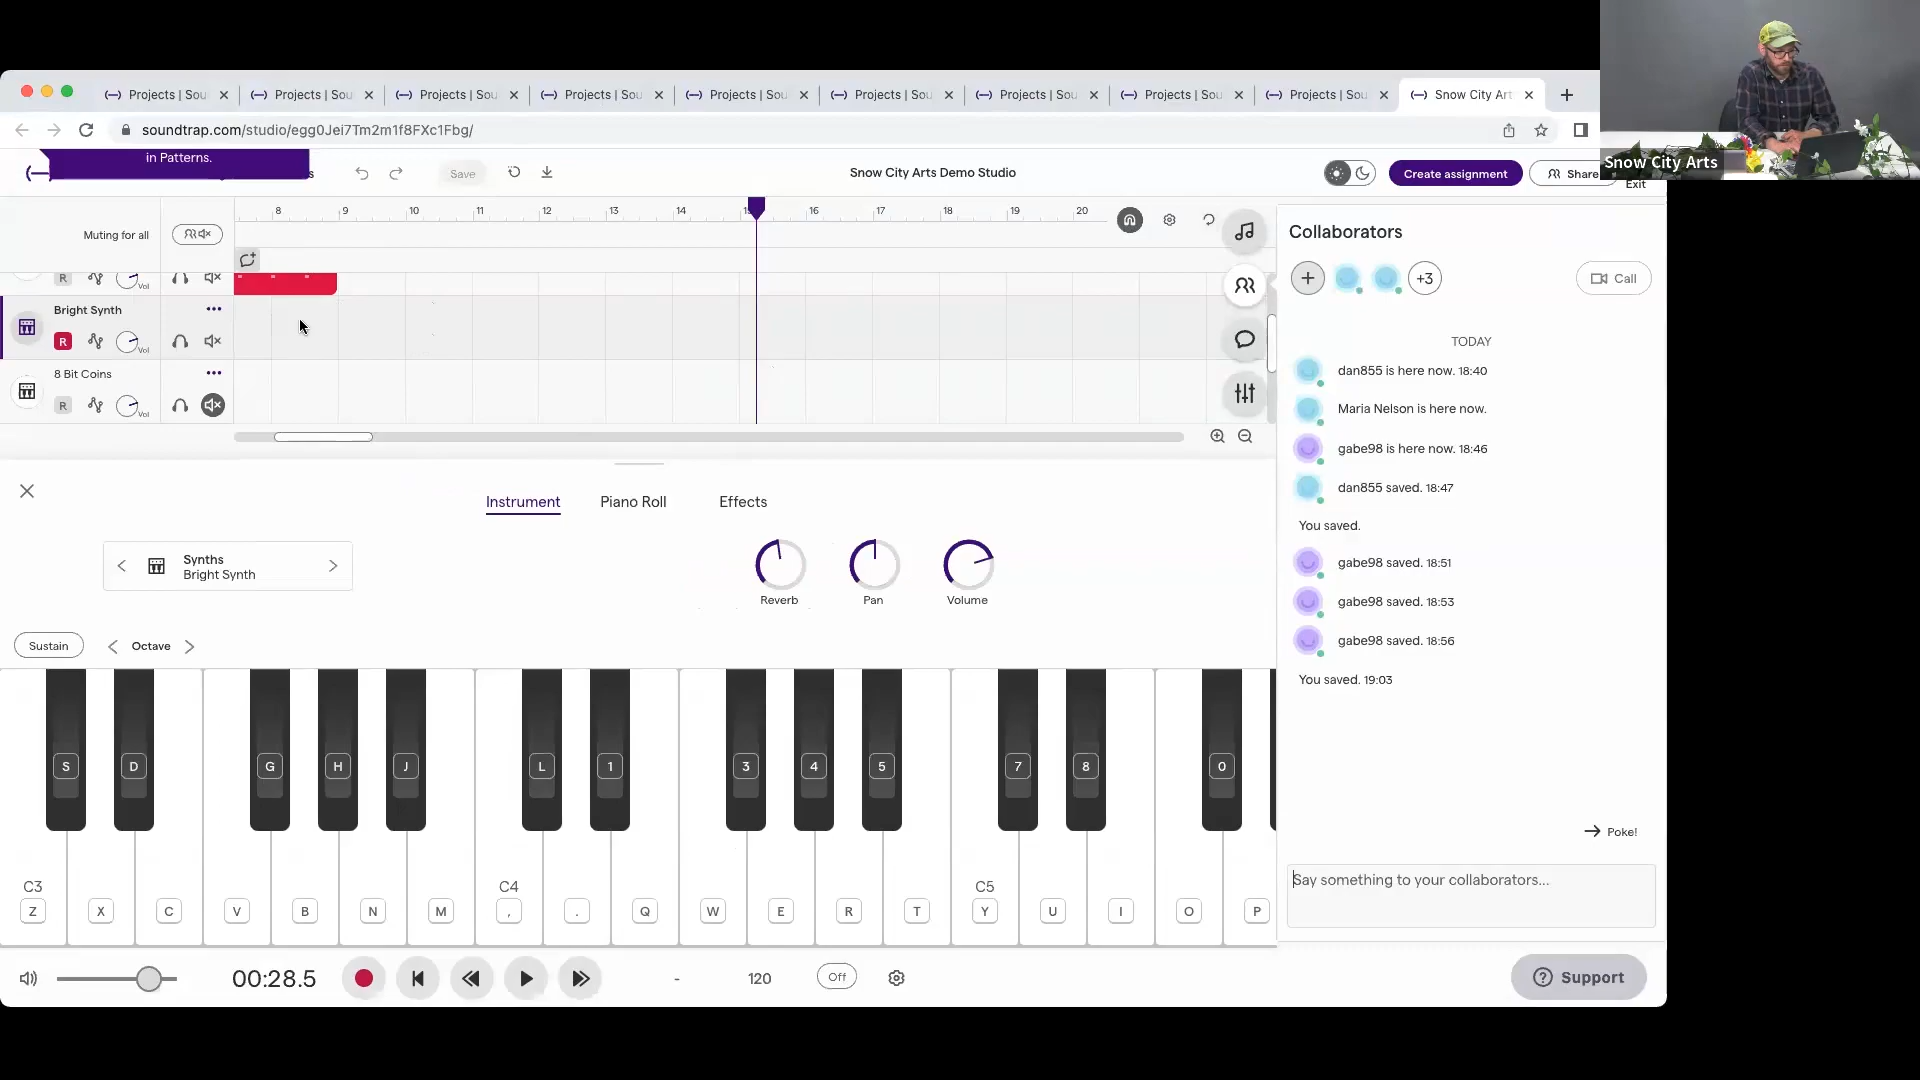 Projects | Sou
Projects | Sou
Projects | Sou
Projects | Sou
Projects | Sou
Projects | Sou
Projects | Sou
Projects | Sou
Projects | Sou
Snow City Art
soundtrap.com/studio/egg0Jei7Tm2m1f8FXc1Fbg/
Snow City Arts
in Patterns.
Save
Snow City Arts Demo Studio
Create assignment
Share
Exit
Muting for all
8 9 10 11 12 13 14 15 16 17 18 19 20
R Vol
Bright Synth
R Vol
8 Bit Coins
R Vol
Collaborators
+3
Call
TODAY
dan855 is here now. 18:40
Maria Nelson is here now.
gabe98 is here now. 18:46
dan855 saved. 18:47
You saved.
gabe98 saved. 18:51
gabe98 saved. 18:53
gabe98 saved. 18:56
You saved. 19:03
Poke!
Say something to your collaborators...
Instrument Piano Roll Effects
Synths
Bright Synth
Reverb Pan Volume
Sustain
Octave
S D G H J L 1 3 4 5 7 8 0
C3 C4 C5
Z X C V B N M , . Q W E R T Y U I O P
00:28.5
-
120
Off
Support